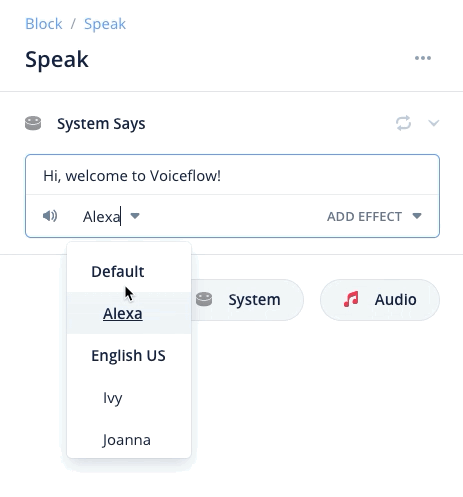 Block / Speak
Speak
System Says
Hi, welcome to Voiceflow!
Alexa ADD EFFECT
Default
Alexa
English US
Ivy
Joanna
System Audio